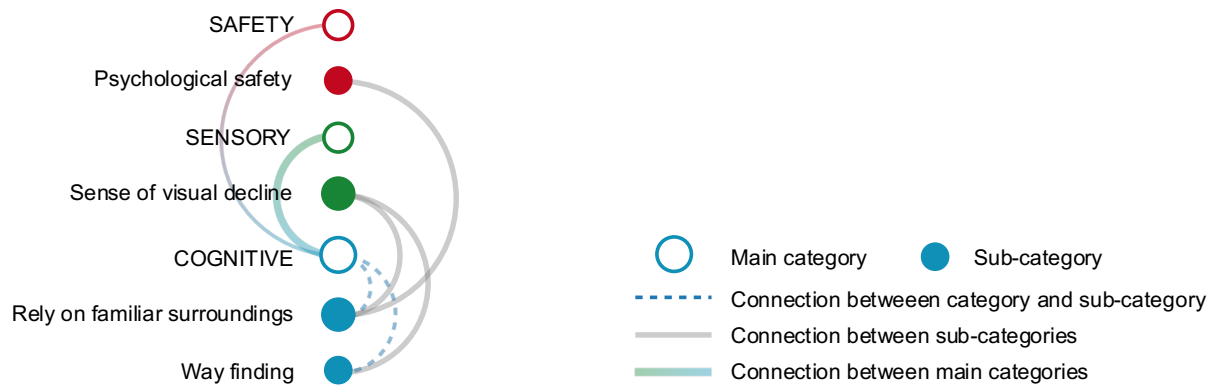 SAFETY
Psychological safety
SENSORY
Sense of visual decline
COGNITIVE
Rely on familiar surroundings
Way finding
Main category
Sub-category
Connection betweeen category and sub-category
Connection between sub-categories
Connection between main categories